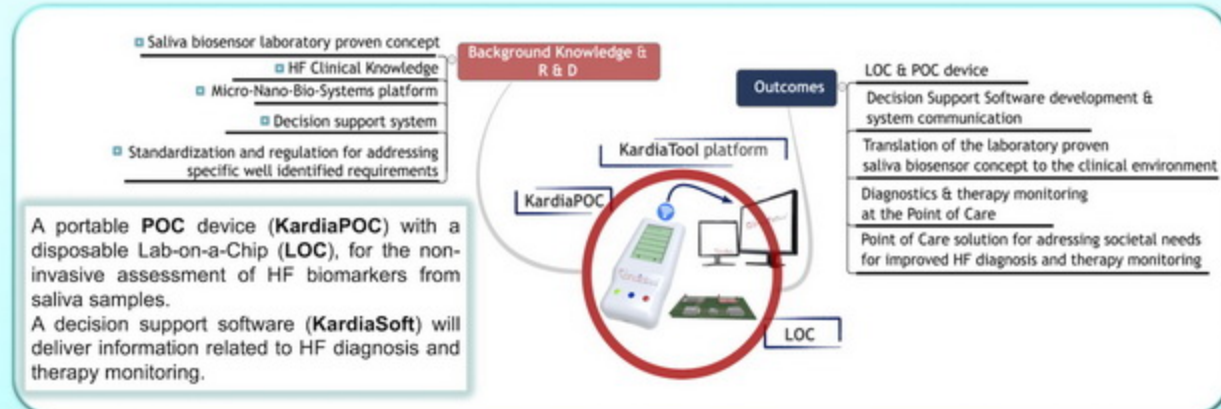 Saliva biosensor laboratory proven concept
HF Clinical Knowledge
Micro-Nano-Bio-Systems platform
Decision support system
Standardization and regulation for addressing
specific well identified requirements
Background Knowledge &
R & D
Outcomes
LOC & POC device
Decision Support Software development &
system communication
Translation of the laboratory proven
saliva biosensor concept to the clinical environment
Diagnostics & therapy monitoring
at the Point of Care
Point of Care solution for adressing societal needs
for improved HF diagnosis and therapy monitoring
KardiaTool platform
KardiaPOC
LOC
A portable POC device (KardiaPOC) with a
disposable Lab-on-a-Chip (LOC), for the non-
invasive assessment of HF biomarkers from
saliva samples.
A decision support software (KardiaSoft) will
deliver information related to HF diagnosis and
therapy monitoring.